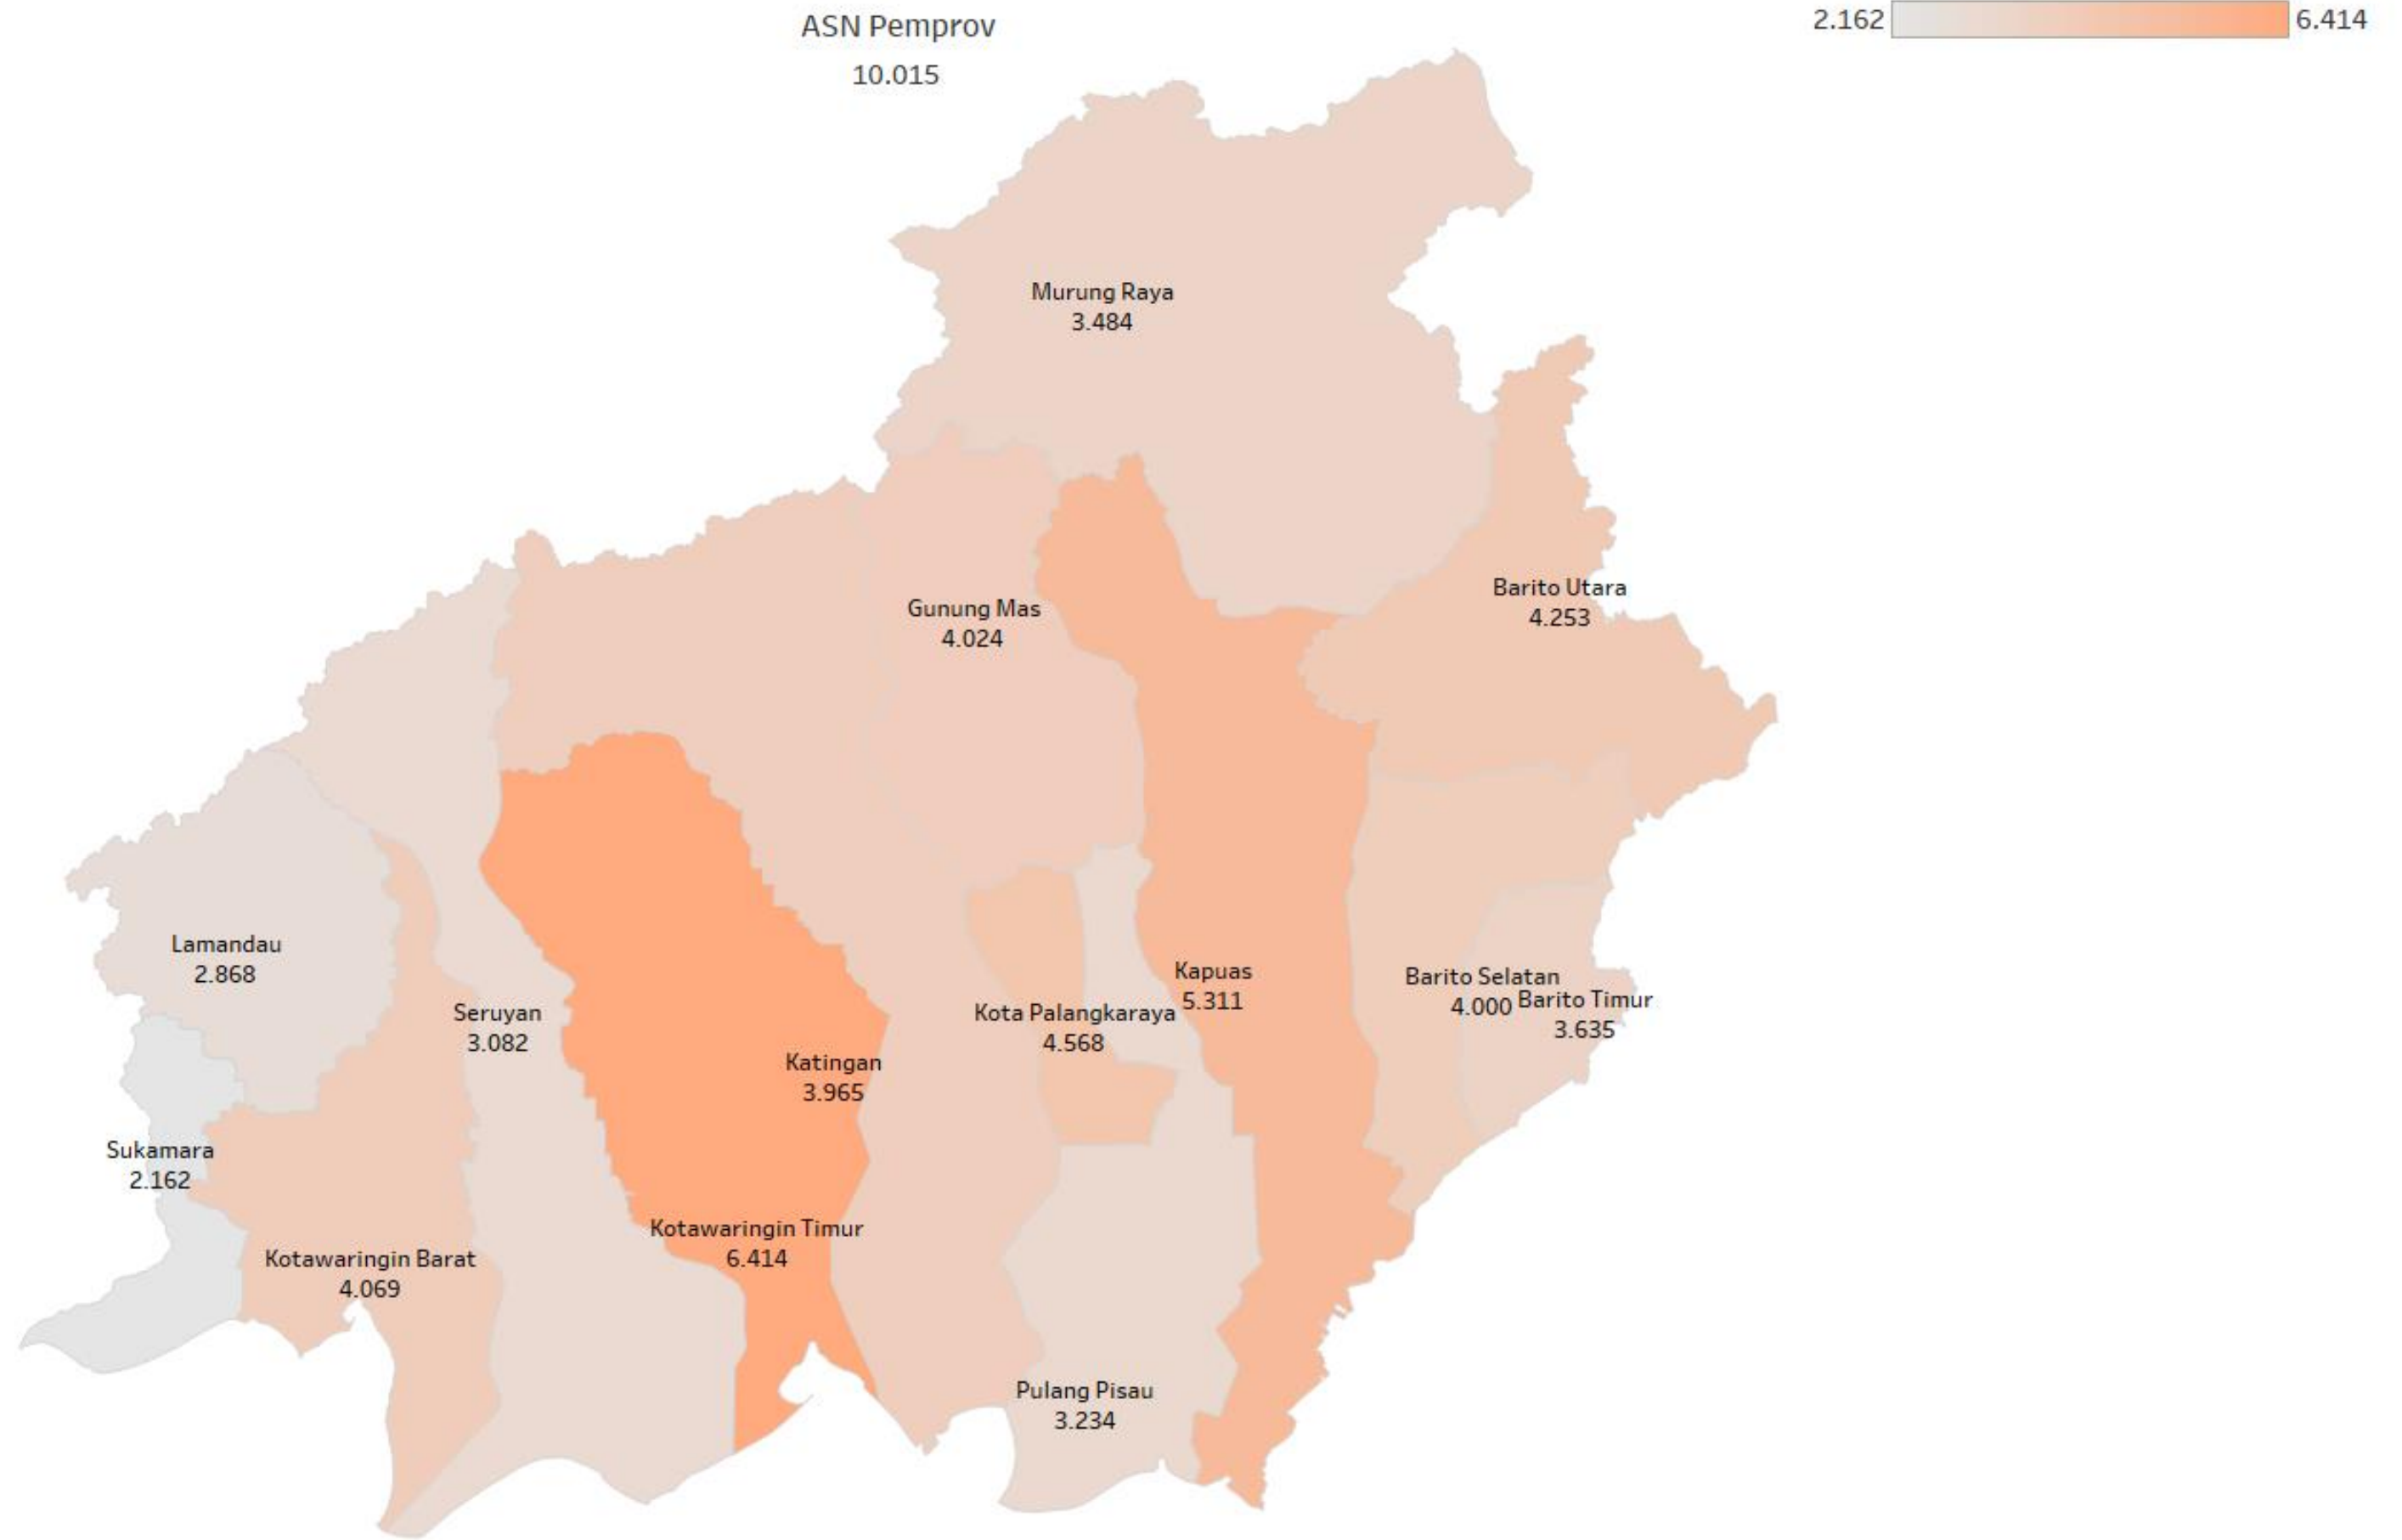 ASN Pemprov
10.015
2.162
6.414
Murung Raya
3.484
Barito Utara
4.253
Gunung Mas
4.024
Lamandau
2.868
Kapuas
5.311
Barito Selatan
4.000
Barito Timur
3.635
Seruyan
3.082
Kota Palangkaraya
4.568
Katingan
3.965
Sukamara
2.162
Kotawaringin Timur
6.414
Kotawaringin Barat
4.069
Pulang Pisau
3.234